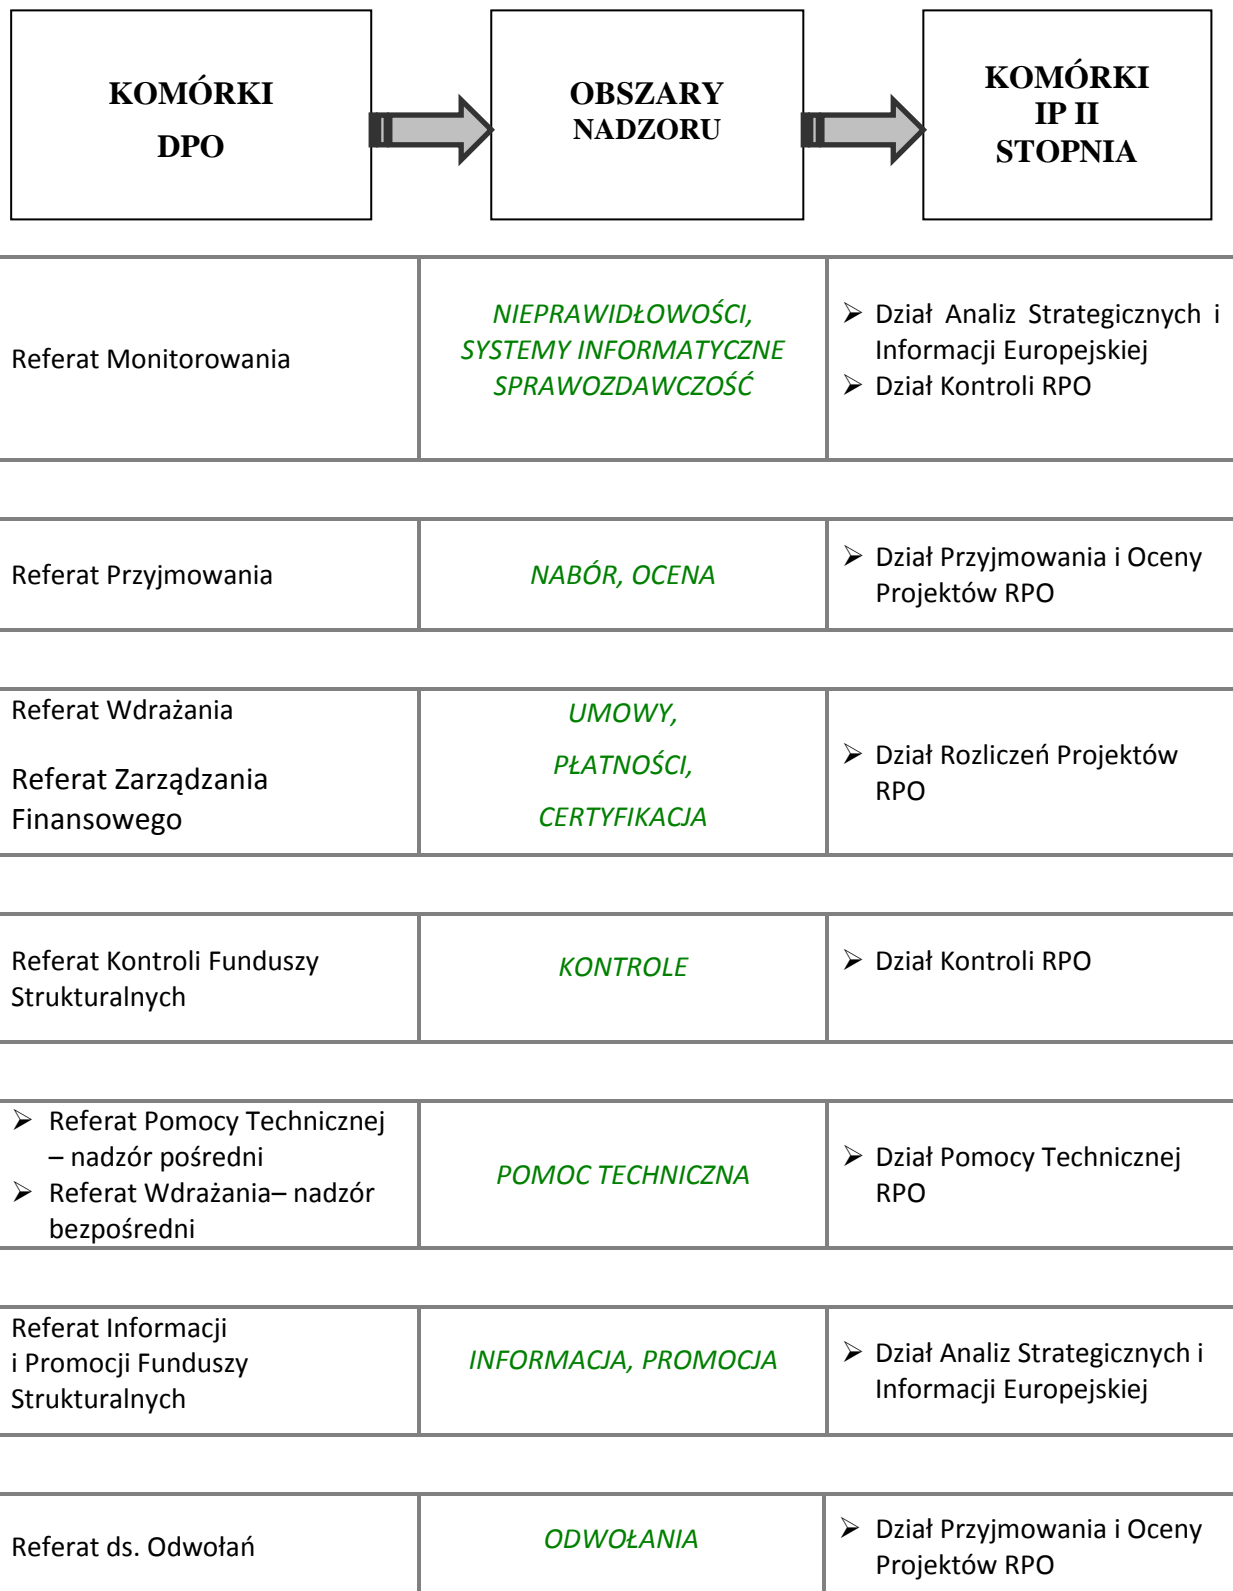 KOMÓRKI
DPO
OBSZARY
NADZORU
KOMÓRKI
IP II
STOPNIA
Referat Monitorowania
NIEPRAWIDŁOWOŚCI,
SYSTEMY INFORMATYCZNE
SPRAWOZDAWCZOŚĆ
➢ Dział Analiz Strategicznych i
Informacji Europejskiej
➢ Dział Kontroli RPO
Referat Przyjmowania
NABÓR, OCENA
➢ Dział Przyjmowania i Oceny
Projektów RPO
Referat Wdrażania
Referat Zarządzania
Finansowego
UMOWY,
PŁATNOŚCI,
CERTYFIKACJA
➢ Dział Rozliczeń Projektów
RPO
Referat Kontroli Funduszy
Strukturalnych
KONTROLE
➢ Dział Kontroli RPO
➢ Referat Pomocy Technicznej
– nadzór pośredni
➢ Referat Wdrażania– nadzór
bezpośredni
POMOC TECHNICZNA
➢ Dział Pomocy Technicznej
RPO
Referat Informacji
i Promocji Funduszy
Strukturalnych
INFORMACJA, PROMOCJA
➢ Dział Analiz Strategicznych i
Informacji Europejskiej
Referat ds. Odwołań
ODWOŁANIA
➢ Dział Przyjmowania i Oceny
Projektów RPO